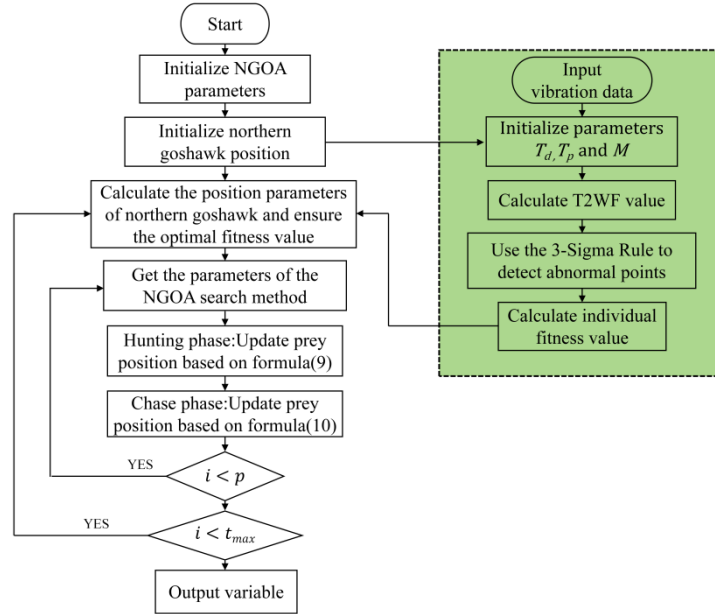 Start
Initialize NGOA
parameters
Initialize northern
goshawk position
Calculate the position parameters
of northern goshawk and ensure
the optimal fitness value
Get the parameters of the
NGOA search method
Hunting phase:Update prey
position based on formula(9)
Chase phase:Update prey
position based on formula(10)
YES
i < p
YES
i < t_max
Output variable
Input
vibration data
Initialize parameters
T_d, T_p and M
Calculate T2WF value
Use the 3-Sigma Rule to
detect abnormal points
Calculate individual
fitness value